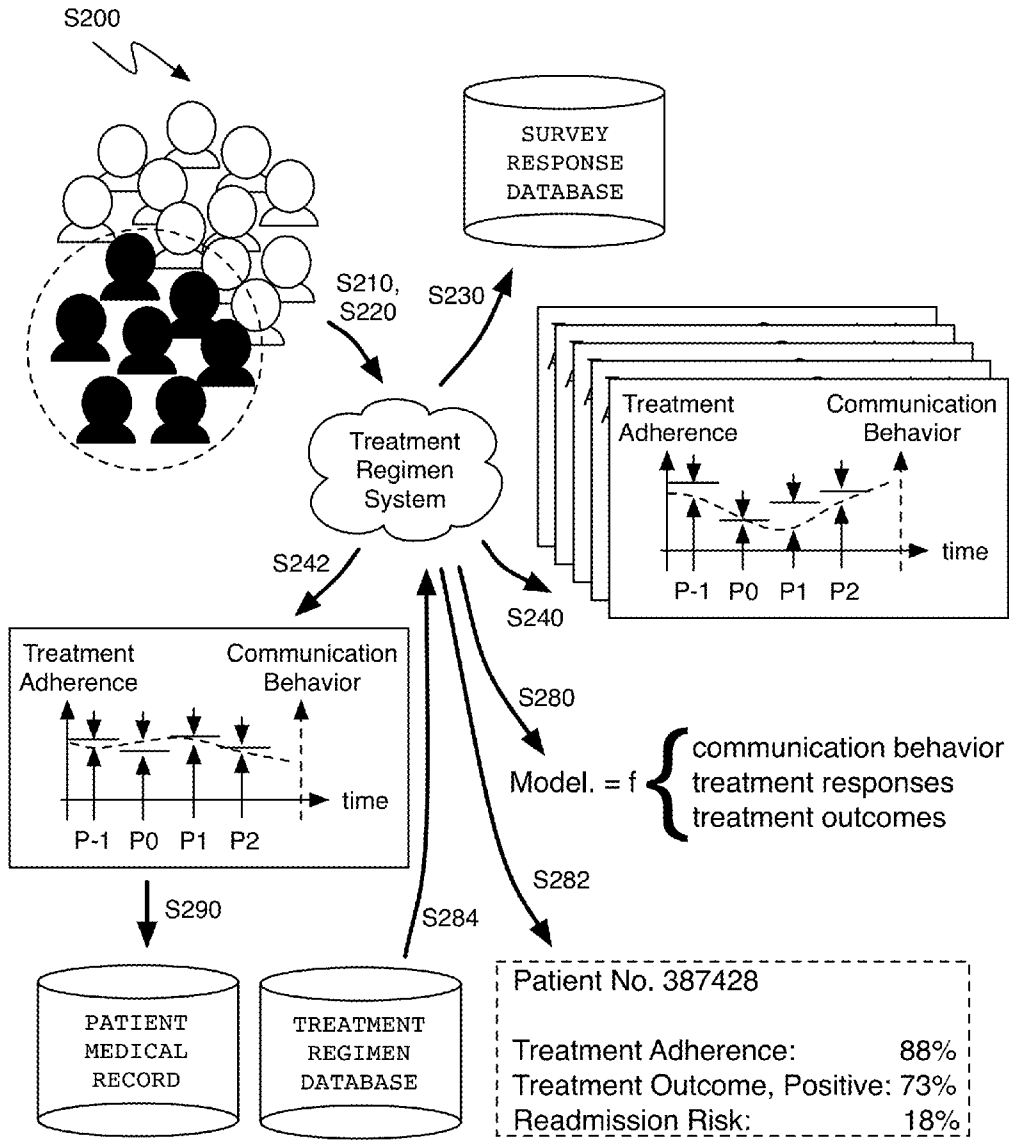 S200
SURVEY
RESPONSE
DATABASE
S210,
S220
S230
Treatment
Regimen
System
Treatment
Adherence
Communication
Behavior
time
P-1 P0 P1 P2
S242
S240
Treatment
Adherence
Communication
Behavior
time
P-1 P0 P1 P2
S280
Model. = f {
communication behavior
treatment responses
treatment outcomes
S282
S290
S284
PATIENT
MEDICAL
RECORD
TREATMENT
REGIMEN
DATABASE
Patient No. 387428
Treatment Adherence: 88%
Treatment Outcome, Positive: 73%
Readmission Risk: 18%